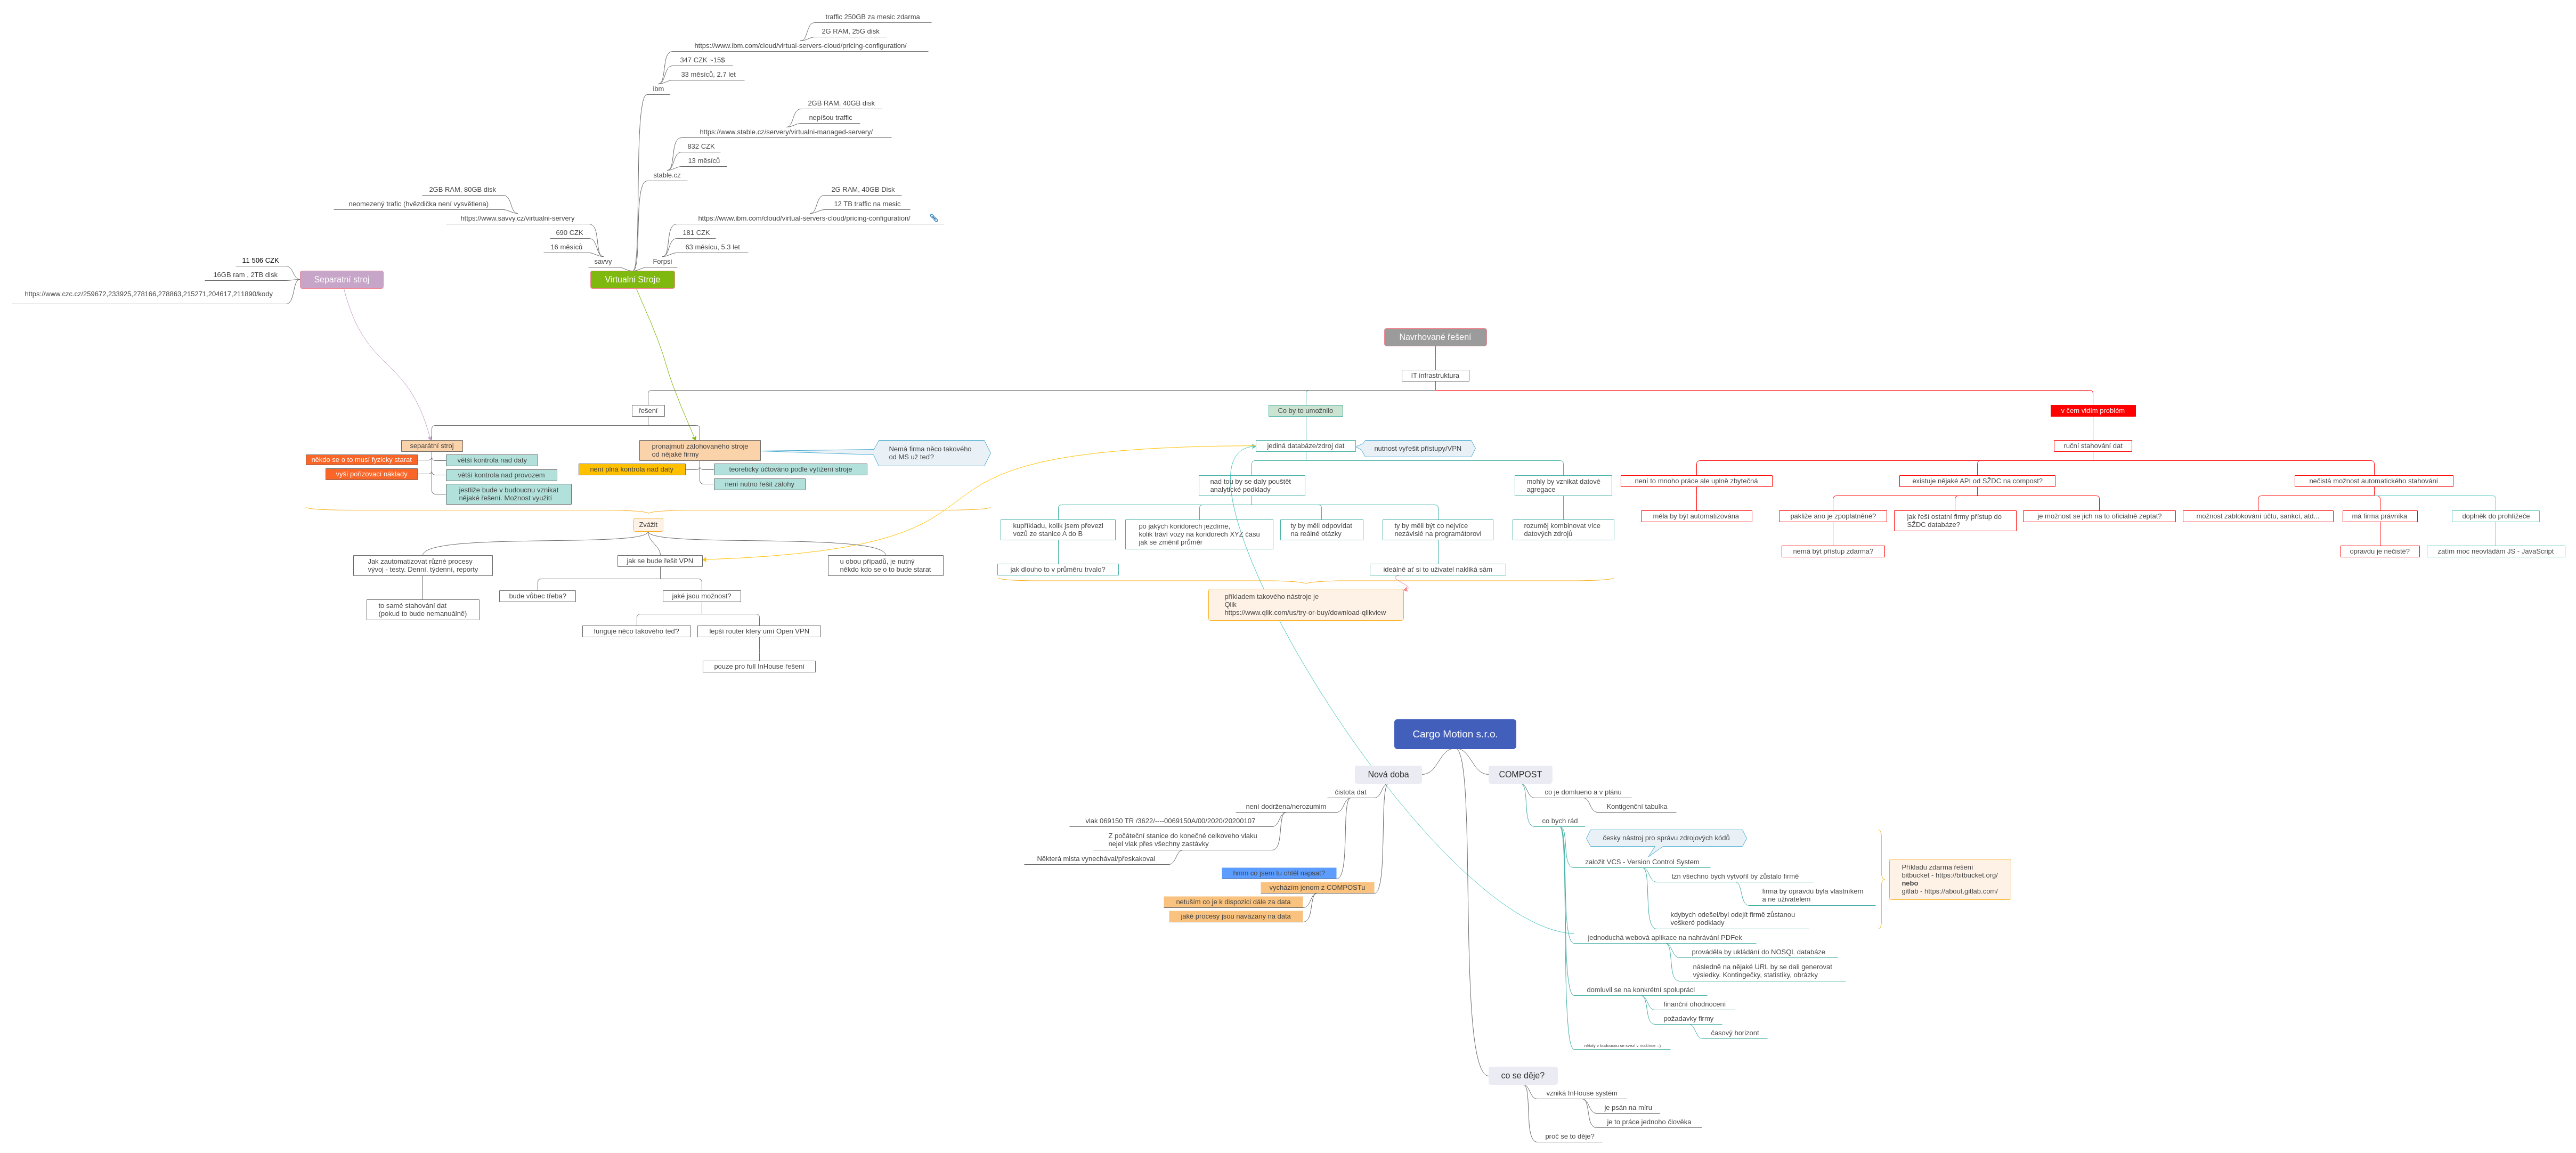 traffic 250GB za mesic zdarma
2G RAM, 25G disk
https://www.ibm.com/cloud/virtual-servers-cloud/pricing-configuration/
347 CZK ~15$
33 měsíců, 2.7 let
ibm
2GB RAM, 40GB disk
nepíšou traffic
https://www.stable.cz/servery/virtualni-managed-servery/
832 CZK
13 měsíců
stable.cz
2GB RAM, 80GB disk
neomezený trafic (hvězdička není vysvětlena)
https://www.savvy.cz/virtualni-servery
690 CZK
16 měsíců
savvy
2G RAM, 40GB Disk
12 TB traffic na mesic
https://www.ibm.com/cloud/virtual-servers-cloud/pricing-configuration/
181 CZK
63 měsícu, 5.3 let
Forpsi
11 506 CZK
16GB ram , 2TB disk
https://www.czc.cz/259672,233925,278166,278863,215271,204617,211890/kody
Separatní stroj
Virtualni Stroje
Navrhované řešení
IT infrastruktura
řešení
Co by to umožnilo
v čem vidím problém
separátní stroj
někdo se o to musí fyzicky starat
vyšì pořizovací náklady
větší kontrola nad daty
větší kontrola nad provozem
jestliže bude v budoucnu vznikat
nějaké řešení. Možnost využití
pronajmutí zálohovaného stroje
od nějaké firmy
není plná kontrola nad daty
teoreticky účtováno podle vytížení stroje
není nutno řešit zálohy
Nemá firma něco takového
od MS už teď?
jediná databáze/zdroj dat
nutnost vyřešit přístupy/VPN
nad tou by se daly pouštět
analytické podklady
mohly by vznikat datové
agregace
kupříkladu, kolik jsem převezl
vozů ze stanice A do B
po jakých koridorech jezdíme,
kolik tráví vozy na koridorech XYZ času
jak se změnil průměr
ty by měli odpovídat
na reálné otázky
ty by měli být co nejvíce
nezávislé na programátorovi
rozuměj kombinovat více
datových zdrojů
jak dlouho to v průměru trvalo?
ideálně ať si to uživatel nakliká sám
příkladem takového nástroje je
Qlik
https://www.qlik.com/us/try-or-buy/download-qlikview
ruční stahování dat
není to mnoho práce ale uplně zbytečná
měla by být automatizována
existuje nějaké API od SŽDC na compost?
pakliže ano je zpoplatněné?
nemá být přístup zdarma?
jak řeší ostatní firmy přístup do
SŽDC databáze?
je možnost se jich na to oficialně zeptat?
nečistá možnost automatického stahování
možnost zablokování účtu, sankcí, atd...
má firma právníka
opravdu je nečisté?
doplněk do prohlížeče
zatím moc neovládám JS - JavaScript
Zvážit
Jak zautomatizovat různé procesy
vývoj - testy. Denní, týdenní, reporty
to samé stahování dat
(pokud to bude nemanuálně)
jak se bude řešit VPN
bude vůbec třeba?
jaké jsou možnost?
funguje něco takového ted?
lepší router který umí Open VPN
pouze pro full InHouse řešení
u obou případů, je nutný
někdo kdo se o to bude starat
Cargo Motion s.r.o.
Nová doba
čistota dat
není dodržena/nerozumim
vlak 069150 TR /3622/----0069150A/00/2020/20200107
Z počáteční stanice do konečné celkoveho vlaku
nejel vlak přes všechny zastávky
Některá mista vynechával/přeskakoval
hmm co jsem tu chtěl napsal?
vycházím jenom z COMPOSTu
netuším co je k dispozici dále za data
jaké procesy jsou navázany na data
COMPOST
co je domlueno a v plánu
Kontigenční tabulka
co bych rád
česky nástroj pro správu zdrojových kódů
založit VCS - Version Control System
tzn všechno bych vytvořil by zůstalo firmě
firma by opravdu byla vlastníkem
a ne uživatelem
kdybych odešel/byl odejít firmě zůstanou
veškeré podklady
Příkladu zdarma řešení
bitbucket - https://bitbucket.org/
nebo
gitlab - https://about.gitlab.com/
jednoduchá webová aplikace na nahrávání PDFek
prováděla by ukládání do NOSQL databáze
následně na nějaké URL by se dali generovat
výsledky. Kontingečky, statistiky, obrázky
domluvil se na konkrétní spolupráci
finanční ohodnocení
požadavky firmy
časový horizont
co se děje?
vzniká InHouse systém
je psán na míru
je to práce jednoho člověka
proč se to děje?